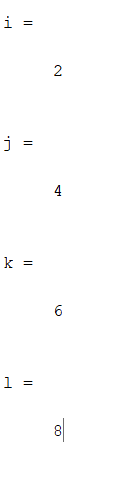 i =
2
j =
4
k =
6
l =
8